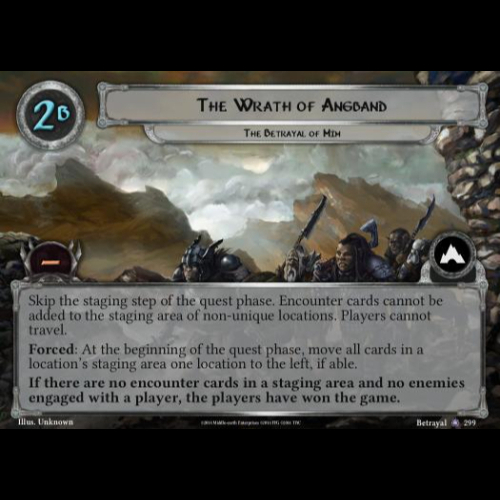 2B
THE WRATH OF ANGBAND
THE BETRAYAL OF MIM
–
Skip the staging step of the quest phase. Encounter cards cannot be
added to the staging area of non-unique locations. Players cannot
travel.
Forced: At the beginning of the quest phase, move all cards in a
location's staging area one location to the left, if able.
If there are no encounter cards in a staging area and no enemies
engaged with a player, the players have won the game.
Illus. Unknown
Betrayal 299